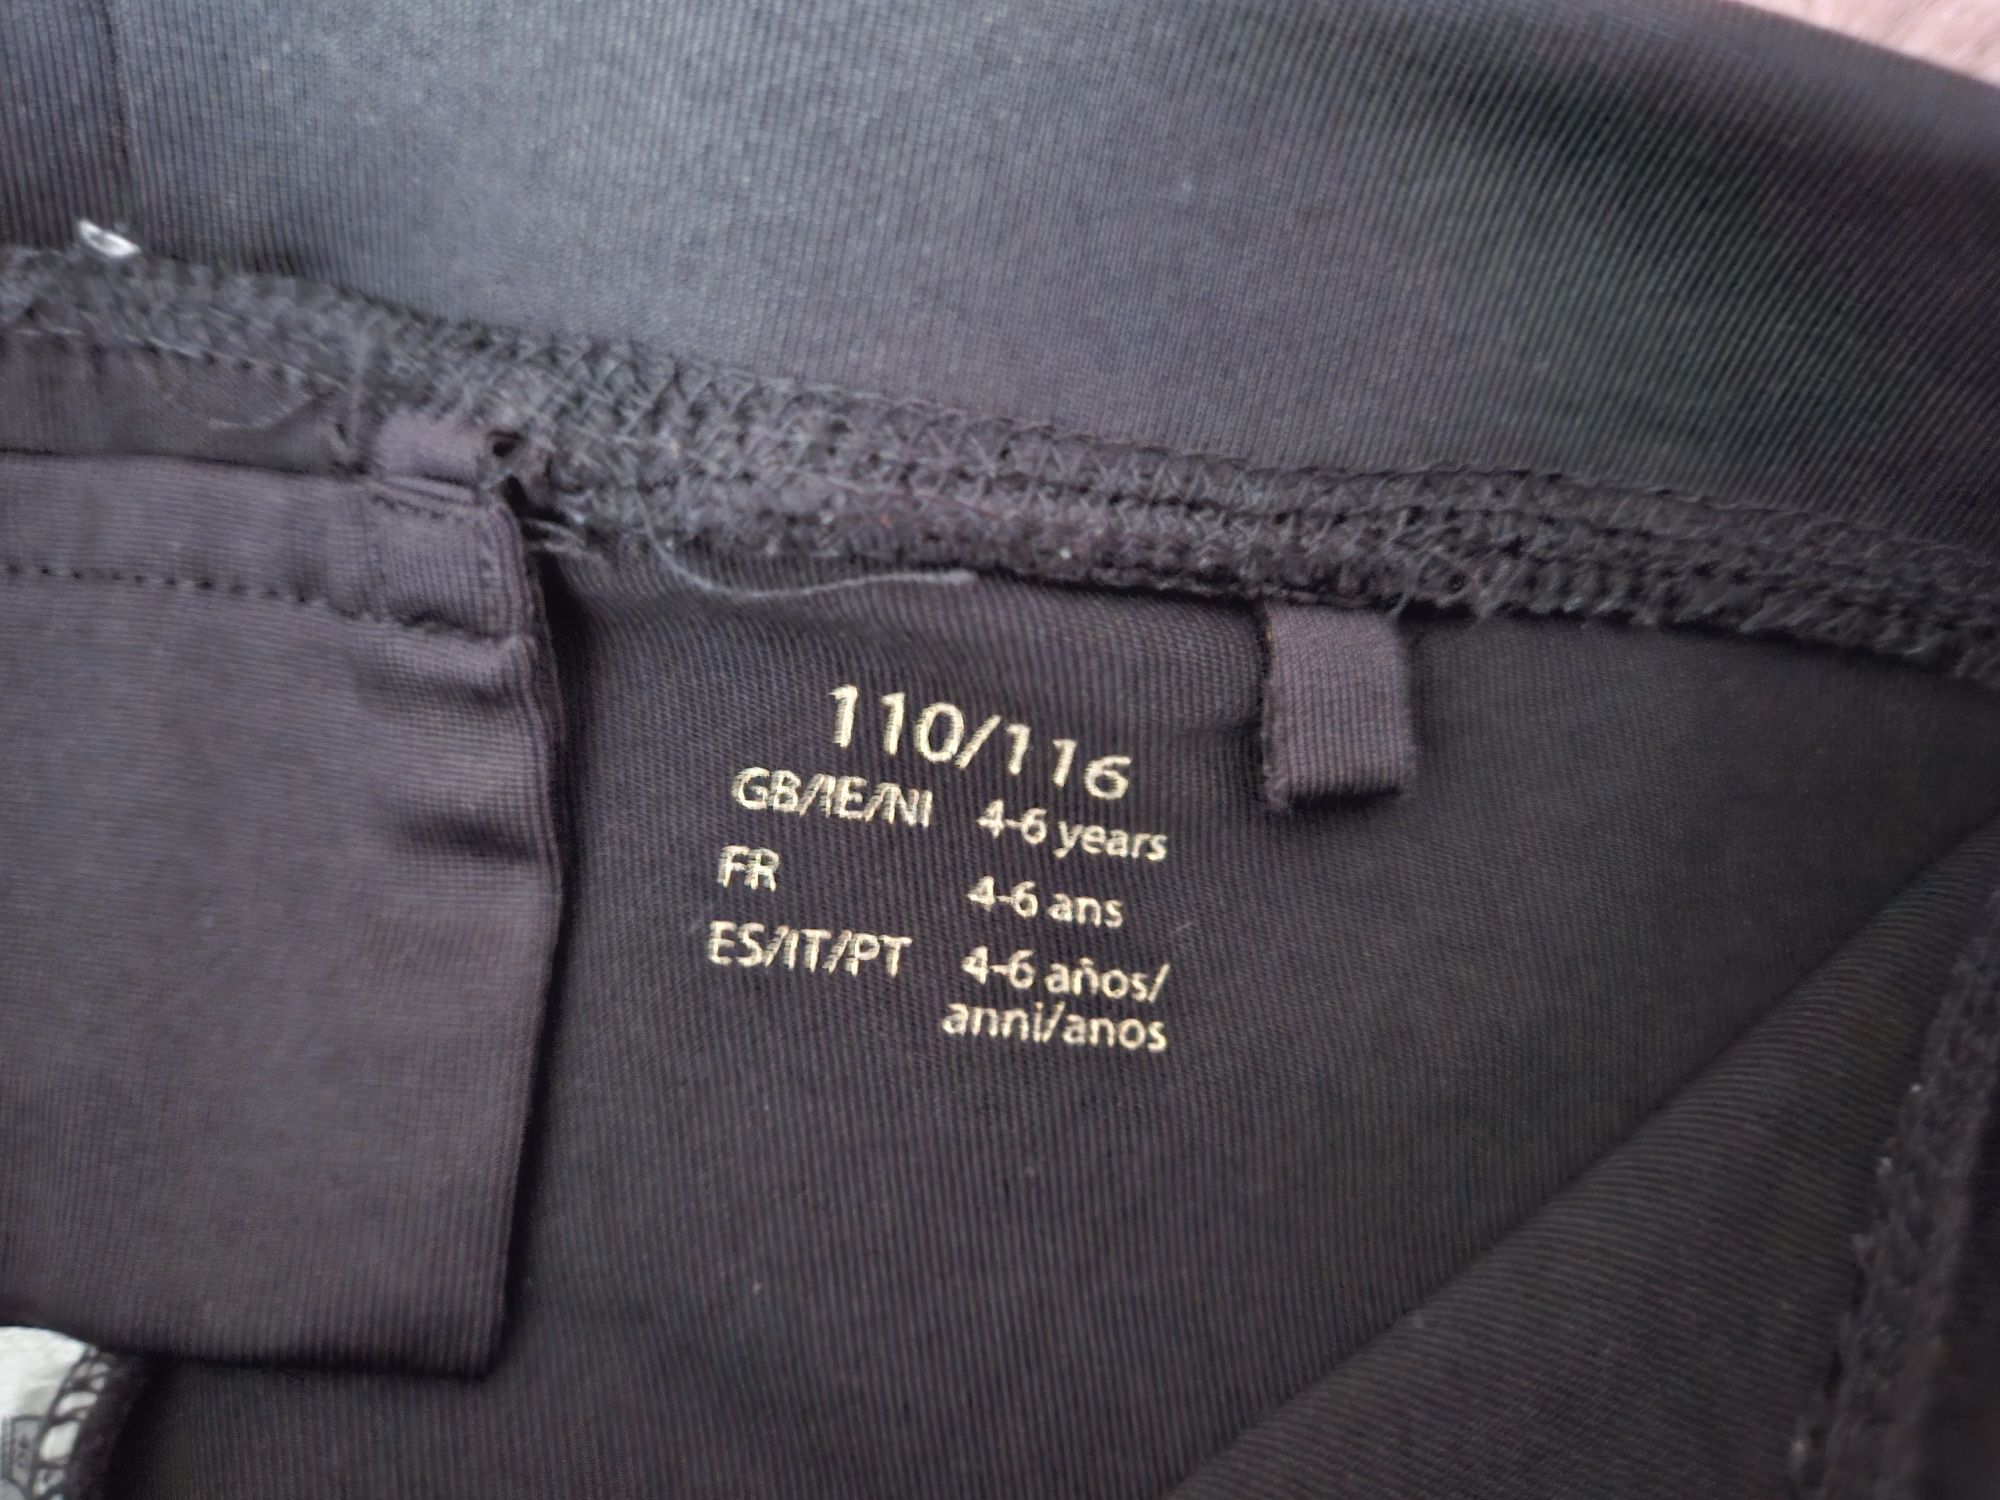 110/116
GB/IE/NI 4-6 years
FR 4-6 ans
ES/IT/PT 4-6 años/
anni/anos